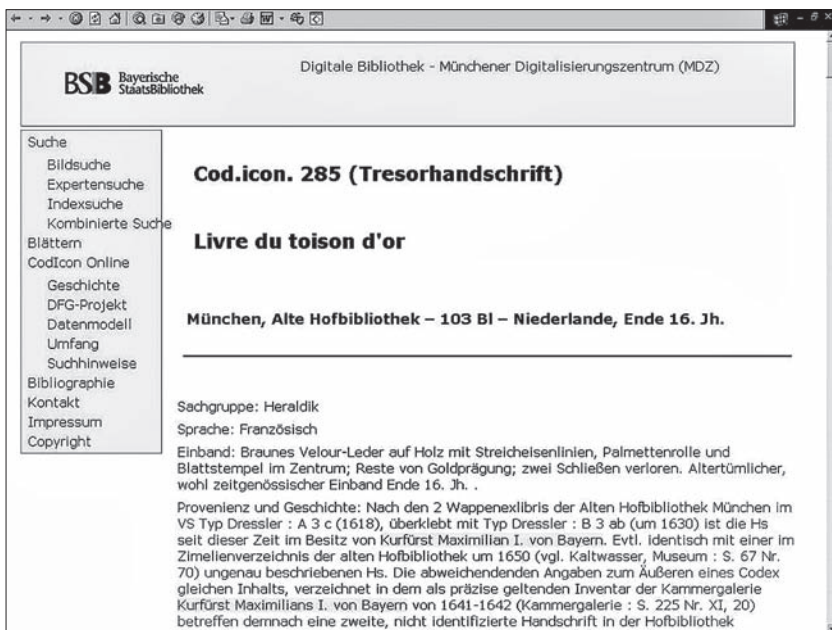 BSB Bayerische StaatsBibliothek
Digitale Bibliothek - Münchener Digitalisierungszentrum (MDZ)
Suche
Bildsuche
Expertensuche
Indexsuche
Kombinierte Suche
Blättern
CodIcon Online
Geschichte
DFG-Projekt
Datenmodell
Umfang
Suchhinweise
Bibliographie
Kontakt
Impressum
Copyright
Cod.icon. 285 (Tresorhandschrift)
Livre du toison d'or
München, Alte Hofbibliothek – 103 Bl – Niederlande, Ende 16. Jh.
Sachgruppe: Heraldik
Sprache: Französisch
Einband: Braunes Velour-Leder auf Holz mit Streicheisenlinien, Palmettenrolle und
Blattstempel im Zentrum; Reste von Goldprägung; zwei Schließen verloren. Altertümlicher,
wohl zeitgenössischer Einband Ende 16. Jh. .
Provenienz und Geschichte: Nach den 2 Wappenexlibris der Alten Hofbibliothek München im
VS Typ Dressler : A 3 c (1618), überklebt mit Typ Dressler : B 3 ab (um 1630) ist die Hs
seit dieser Zeit im Besitz von Kurfürst Maximilian I. von Bayern. Evtl. identisch mit einer im
Zimelienverzeichnis der alten Hofbibliothek um 1650 (vgl. Kaltwasser, Museum : S. 67 Nr.
70) ungenau beschriebenen Hs. Die abweichendenden Angaben zum Äußeren eines Codex
gleichen Inhalts, verzeichnet in dem als präzise geltenden Inventar der Kammergalerie
Kurfürst Maximilians I. von Bayern von 1641-1642 (Kammergalerie : S. 225 Nr. XI, 20)
betreffen demnach eine zweite, nicht identifizierte Handschrift in der Hofbibliothek